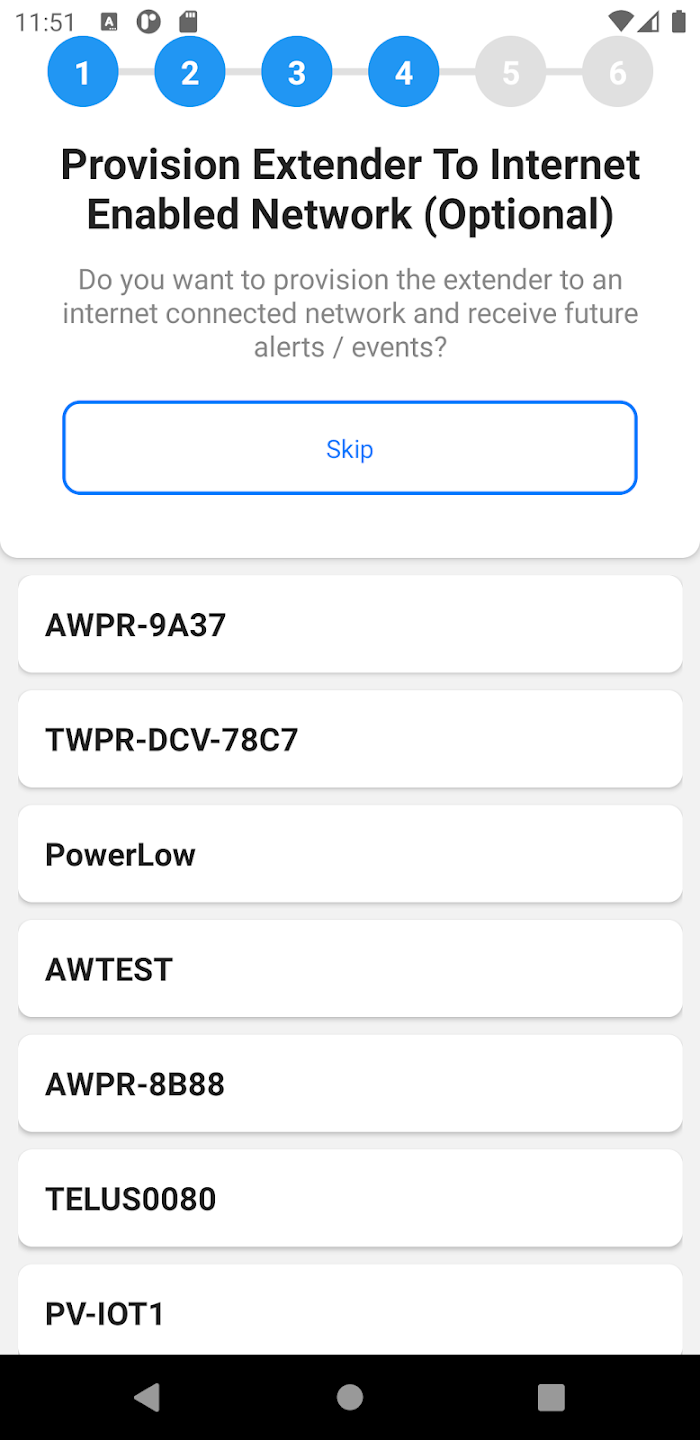 11:51
1 2 3 4 5 6
Provision Extender To Internet
Enabled Network (Optional)
Do you want to provision the extender to an
internet connected network and receive future
alerts / events?
Skip
AWPR-9A37
TWPR-DCV-78C7
PowerLow
AWTEST
AWPR-8B88
TELUS0080
PV-IOT1